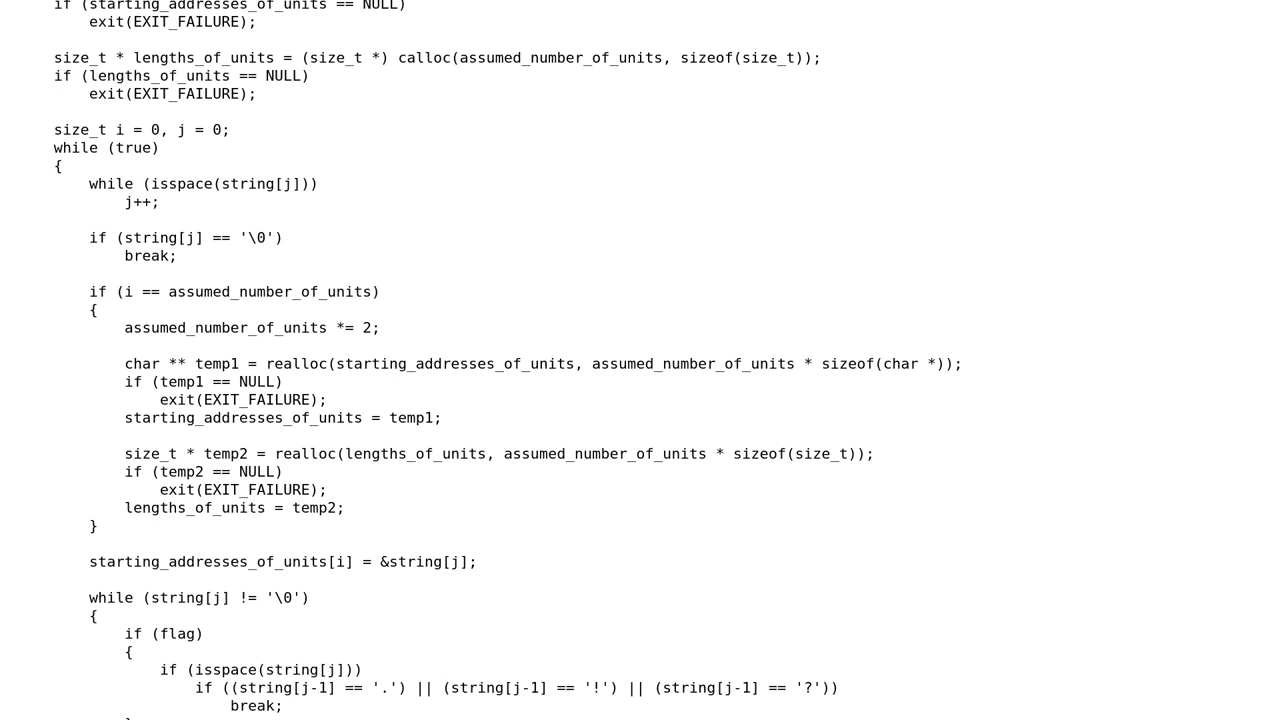 if (starting_addresses_of_units == NULL)
exit(EXIT_FAILURE);
size_t * lengths_of_units = (size_t *) calloc(assumed_number_of_units, sizeof(size_t));
if (lengths_of_units == NULL)
exit(EXIT_FAILURE);
size_t i = 0, j = 0;
while (true)
{
while (isspace(string[j]))
j++;
if (string[j] == '\0')
break;
if (i == assumed_number_of_units)
{
assumed_number_of_units *= 2;
char ** temp1 = realloc(starting_addresses_of_units, assumed_number_of_units * sizeof(char *));
if (temp1 == NULL)
exit(EXIT_FAILURE);
starting_addresses_of_units = temp1;
size_t * temp2 = realloc(lengths_of_units, assumed_number_of_units * sizeof(size_t));
if (temp2 == NULL)
exit(EXIT_FAILURE);
lengths_of_units = temp2;
}
starting_addresses_of_units[i] = &string[j];
while (string[j] != '\0')
{
if (flag)
{
if (isspace(string[j]))
if ((string[j-1] == '.') || (string[j-1] == '!') || (string[j-1] == '?'))
break;
}